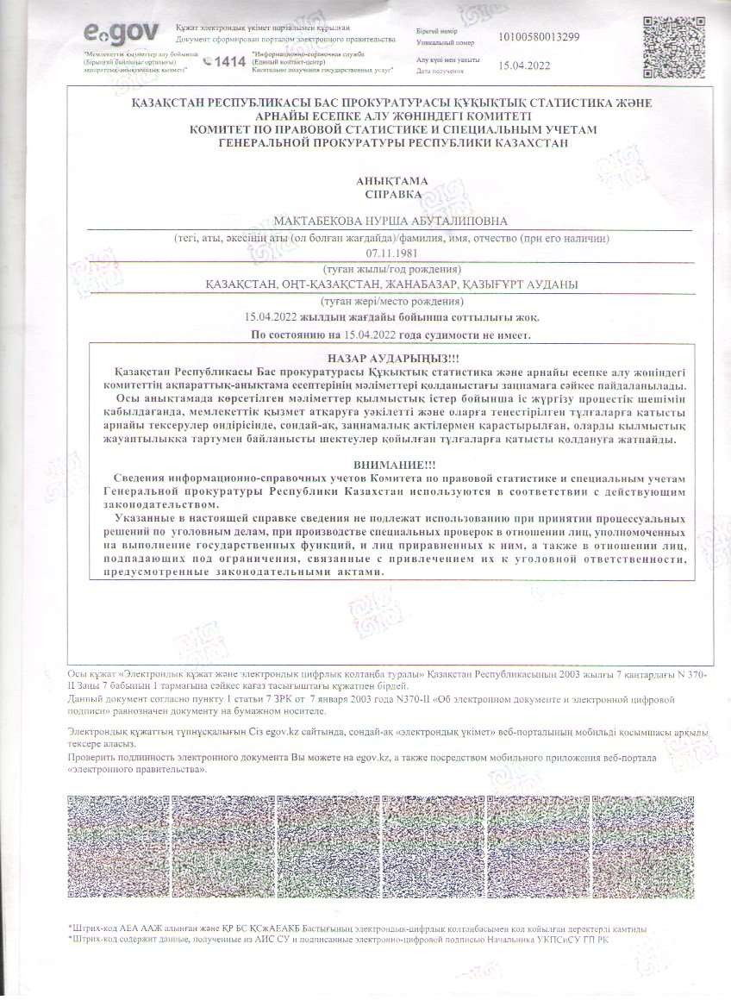 e.gov
Құжат электрондық үкімет порталымен құрылған
Документ сформирован порталом электронного правительства
"Мемлекеттік қызметтер алу бойынша
(Бірыңғай байланыс орталығы)
ақпараттық-анықтамалық қызметі"
1414
"Информационно-справочная служба
(Единый контакт-центр)
Касательно получения государственных услуг"
Бірегей нөмір
Уникальный номер
10100580013299
Алу күні мен уақыты
Дата получения
15.04.2022
ҚАЗАҚСТАН РЕСПУБЛИКАСЫ БАС ПРОКУРАТУРАСЫ ҚҰҚЫҚТЫҚ СТАТИСТИКА ЖӘНЕ
АРНАЙЫ ЕСЕПКЕ АЛУ ЖӨНІНДЕГІ КОМИТЕТІ
КОМИТЕТ ПО ПРАВОВОЙ СТАТИСТИКЕ И СПЕЦИАЛЬНЫМ УЧЕТАМ
ГЕНЕРАЛЬНОЙ ПРОКУРАТУРЫ РЕСПУБЛИКИ КАЗАХСТАН
АНЫҚТАМА
СПРАВКА
МАКТАБЕКОВА НУРША АБУТАЛИПОВНА
(тегі, аты, әкесінің аты (ол болған жағдайда)/фамилия, имя, отчество (при его наличии)
07.11.1981
(туған жылы/год рождения)
ҚАЗАҚСТАН, ОҢТ-ҚАЗАҚСТАН, ЖАНАБАЗАР, ҚАЗЫҒҰРТ АУДАНЫ
(туған жері/место рождения)
15.04.2022 жылдың жағдайы бойынша соттылығы жоқ.
По состоянию на 15.04.2022 года судимости не имеет.
НАЗАР АУДАРЫҢЫЗ!!!
Қазақстан Республикасы Бас прокуратурасы Құқықтық статистика және арнайы есепке алу жөніндегі
комитеттің ақпараттық-анықтама есептерінің мәліметтері қолданыстағы заңнамаға сәйкес пайдаланылады.
Осы анықтамада көрсетілген мәліметтер қылмыстық істер бойынша іс жүргізу процестік шешімін
қабылдағанда, мемлекеттік қызмет атқаруға уәкілетті және оларға теңестірілген тұлғаларға қатысты
арнайы тексерулер өндірісінде, сондай-ақ, заңнамалық актілермен қарастырылған, оларды қылмыстық
жауаптылыққа тартумен байланысты шектеулер қойылған тұлғаларға қатысты қолдануға жатпайды.
ВНИМАНИЕ!!!
Сведения информационно-справочных учетов Комитета по правовой статистике и специальным учетам
Генеральной прокуратуры Республики Казахстан используются в соответствии с действующим
законодательством.
Указанные в настоящей справке сведения не подлежат использованию при принятии процессуальных
решений по уголовным делам, при производстве специальных проверок в отношении лиц, уполномоченных
на выполнение государственных функций, и лиц приравненных к ним, а также в отношении лиц,
подпадающих под ограничения, связанные с привлечением их к уголовной ответственности,
предусмотренные законодательными актами.
Осы құжат «Электрондық құжат және электрондық цифрлық қолтаңба туралы» Қазақстан Республикасының 2003 жылғы 7 қаңтардағы N 370-
II Заңы 7 бабының 1 тармағына сәйкес қағаз тасығыштағы құжатпен бірдей.
Данный документ согласно пункту 1 статьи 7 ЗРК от 7 января 2003 года N370-II «Об электронном документе и электронной цифровой
подписи» равнозначен документу на бумажном носителе.
Электрондық құжаттың түпнұсқалығын Сіз egov.kz сайтында, сондай-ақ «электрондық үкімет» веб-порталының мобильді қосымшасы арқылы
тексере аласыз.
Проверить подлинность электронного документа Вы можете на egov.kz, а также посредством мобильного приложения веб-портала
«электронного правительства».
*Штрих-код АЕА ААЖ алынған және ҚР БС ҚСжАЕАКБ Бастығының электрондық-цифрлық қолтаңбасымен қол қойылған деректерді қамтиды
*Штрих-код содержит данные, полученные из АИС СУ и подписанные электронно-цифровой подписью Начальника УКПСиСУ ГП РК